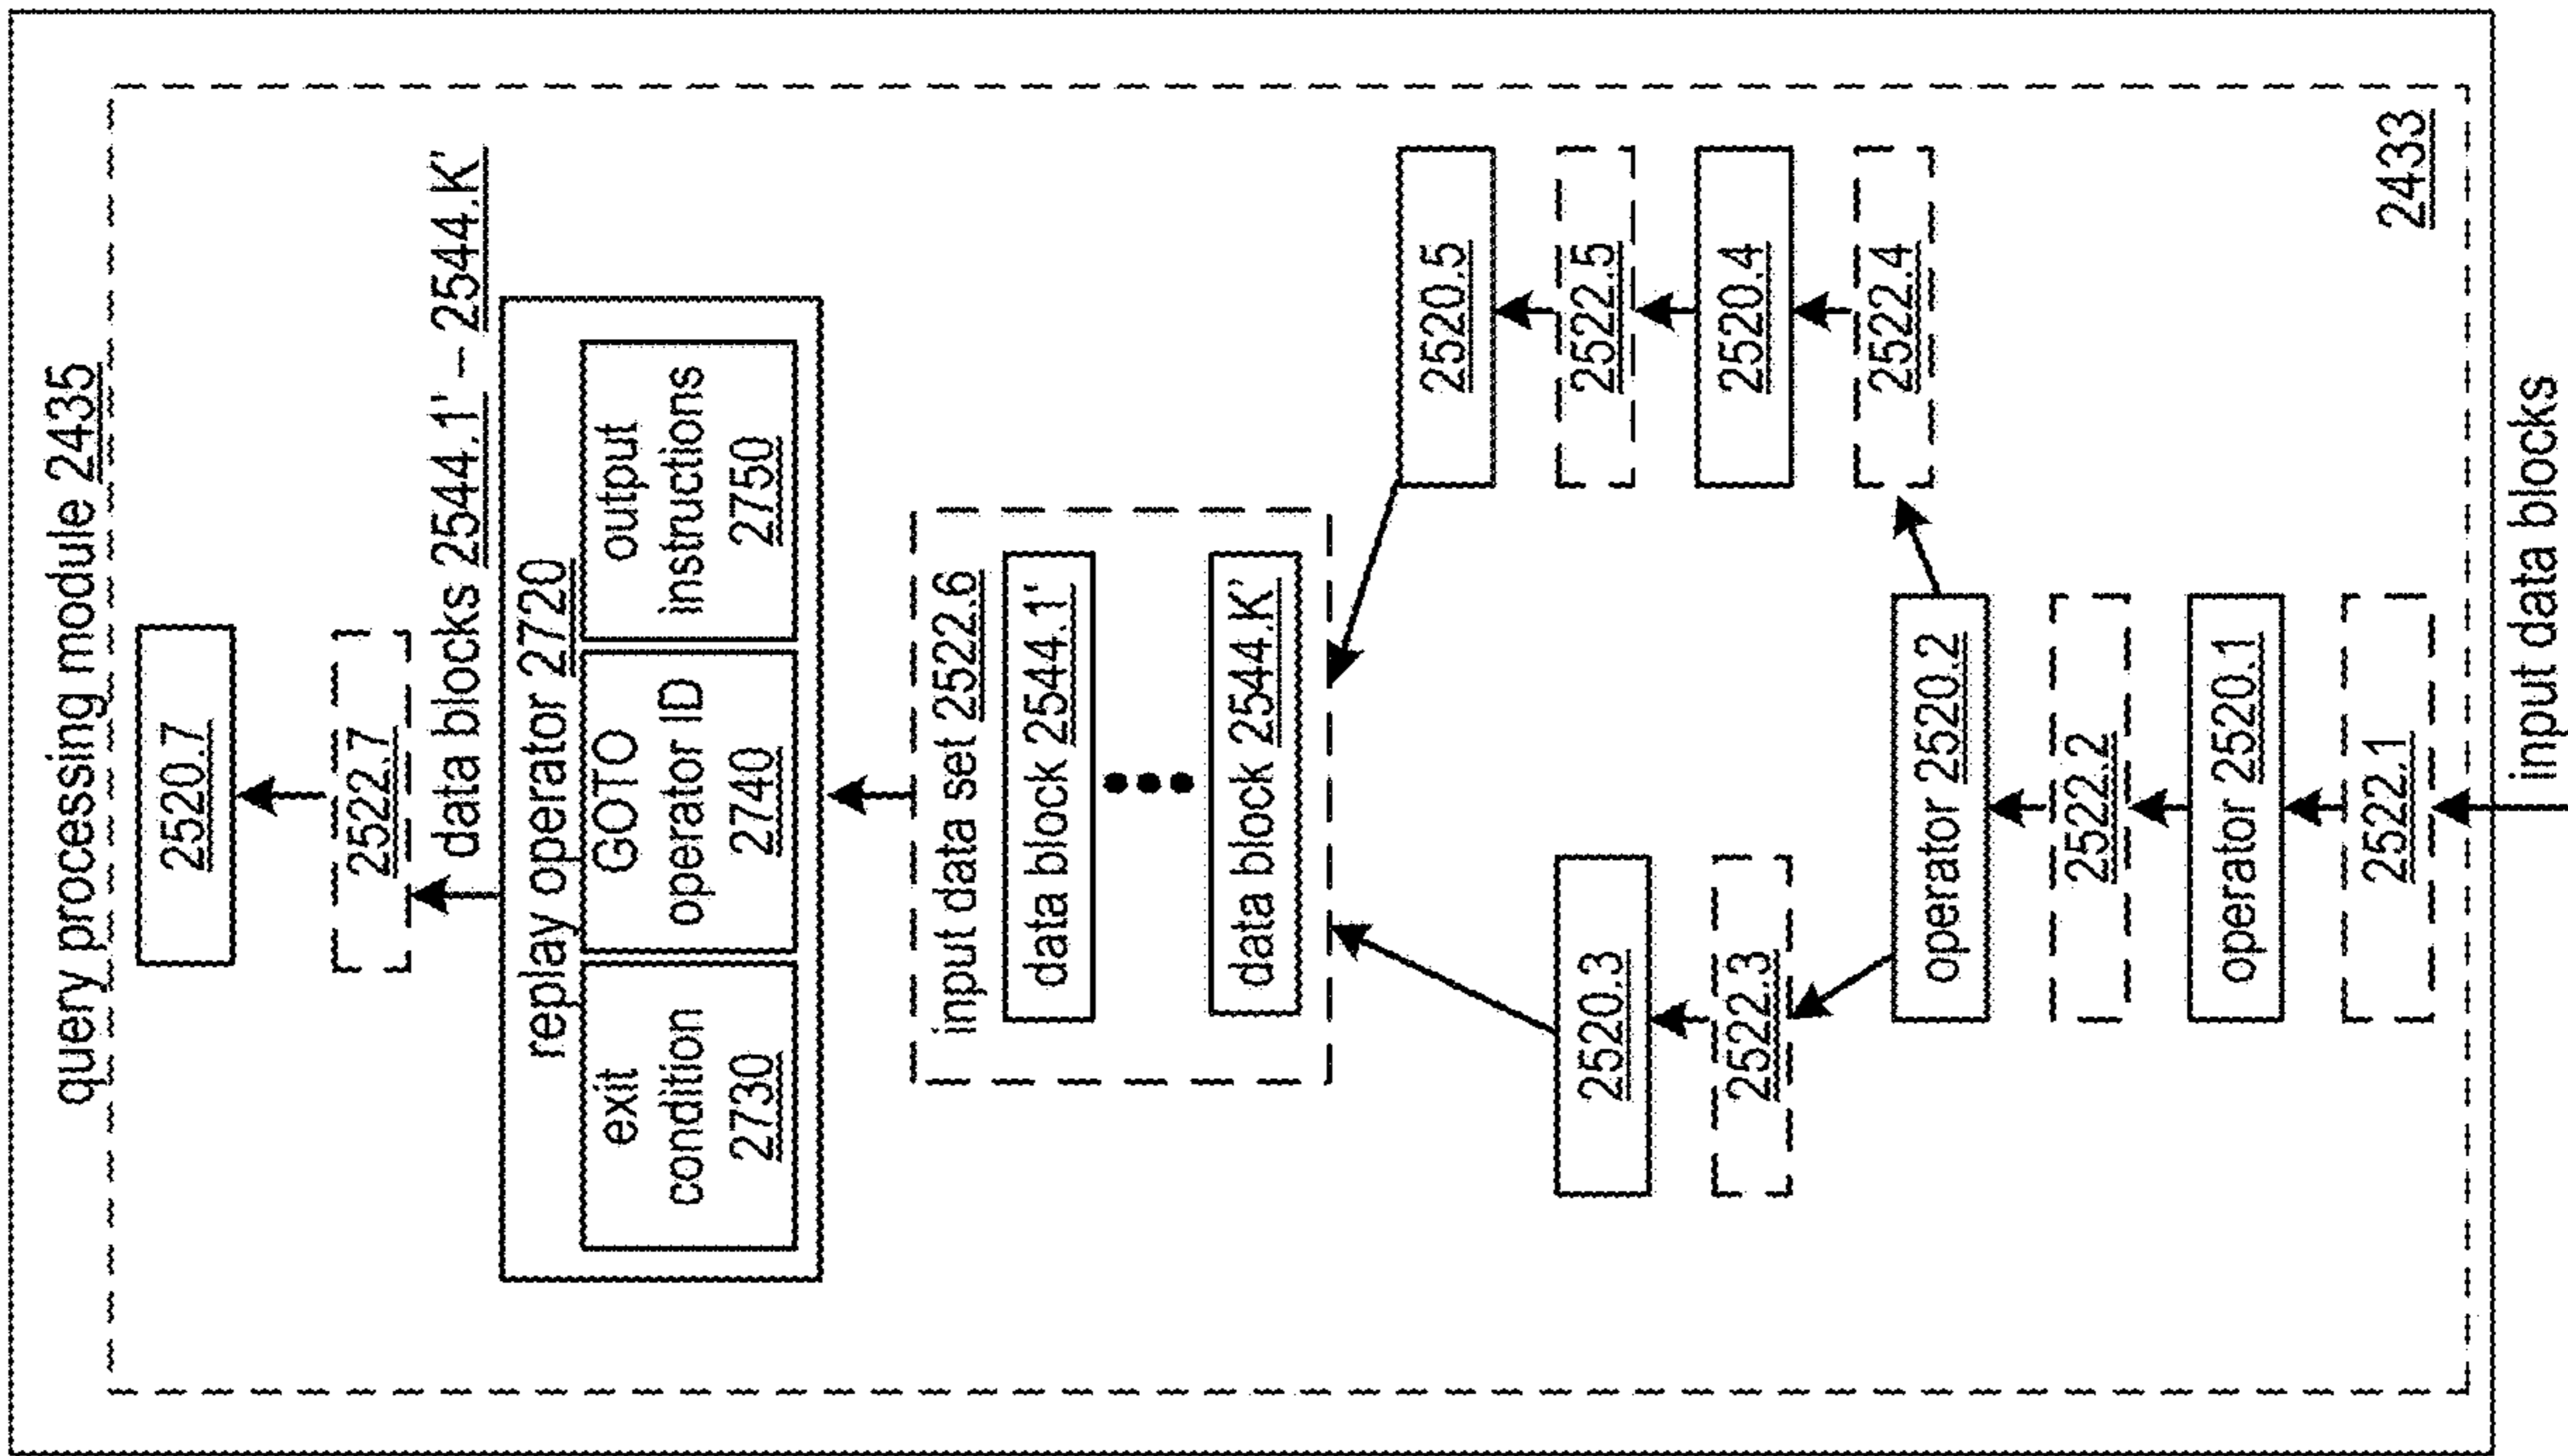 query processing module 2435
2520.7
2522.7
data blocks 2544.1' – 2544.K'
replay operator 2720
exit
condition
2730
GOTO
operator ID
2740
output
instructions
2750
input data set 2522.6
data block 2544.1'
data block 2544.K'
2520.5
2520.3
2522.5
2522.3
2520.4
2522.4
operator 2520.2
2522.2
operator 2520.1
2522.1
2433
input data blocks